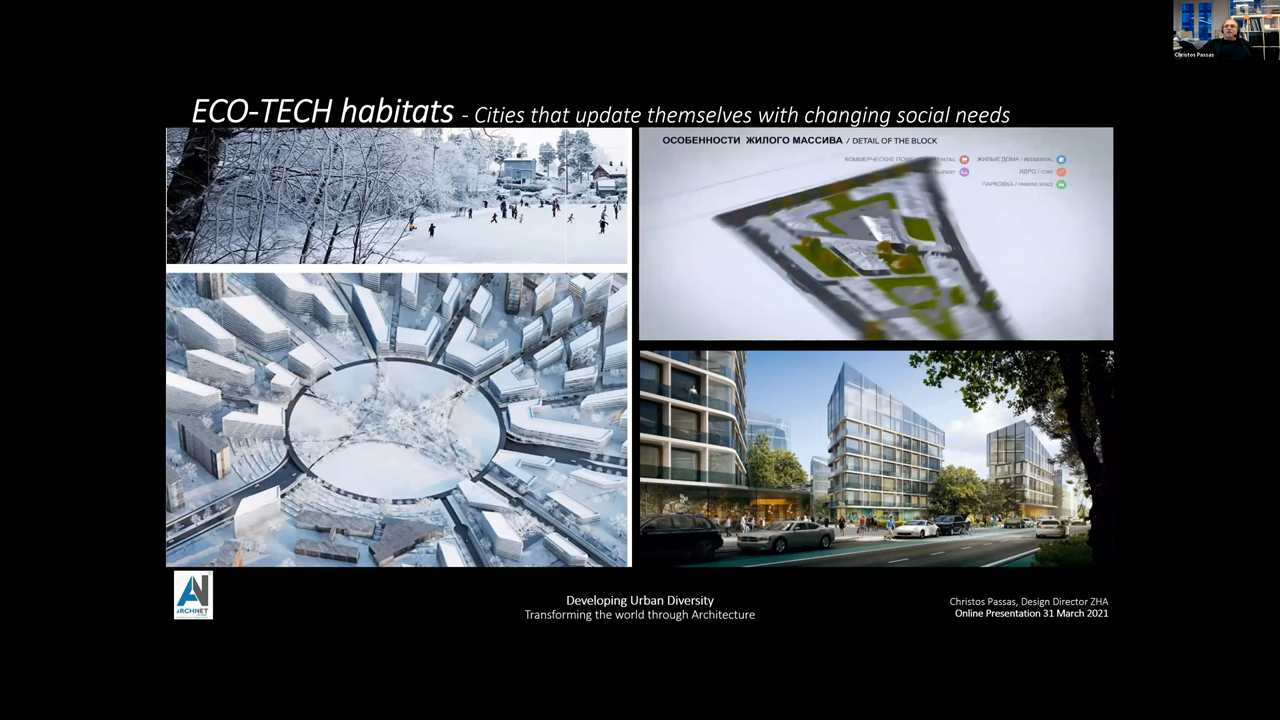 Christos Passas
ECO-TECH habitats - Cities that update themselves with changing social needs
ОСОБЕННОСТИ ЖИЛОГО МАССИВА / DETAIL OF THE BLOCK
КОММЕРЧЕСКИЕ
ЖИЛЫЕ ДОМА / RESIDENTIAL
ЯДРО / CORE
ПАРКОВКА / PARKING SPACE
ARCHNET
Developing Urban Diversity
Transforming the world through Architecture
Christos Passas, Design Director ZHA
Online Presentation 31 March 2021